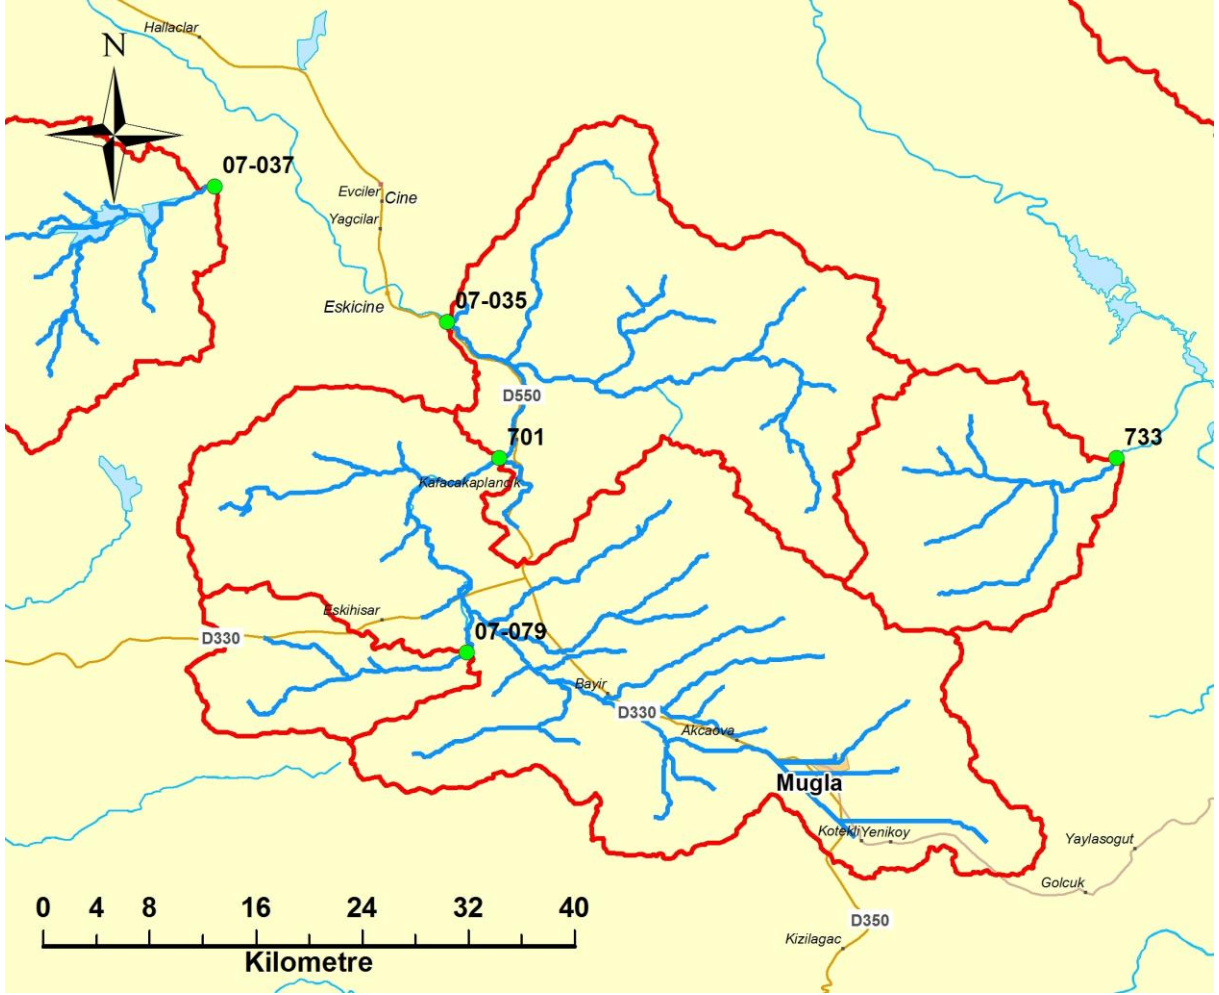 Hallaclar
N
07-037
Evciler
Cine
Yagcilar
Eskicine
07-035
D550
701
733
Kafacakaplancik
Eskihisar
D330
07-079
Bayir
D330
Akcaova
Mugla
Kotekli
Yenikoy
Yaylasogut
Golcuk
0 4 8 16 24 32 40
D350
Kizilagac
Kilometre